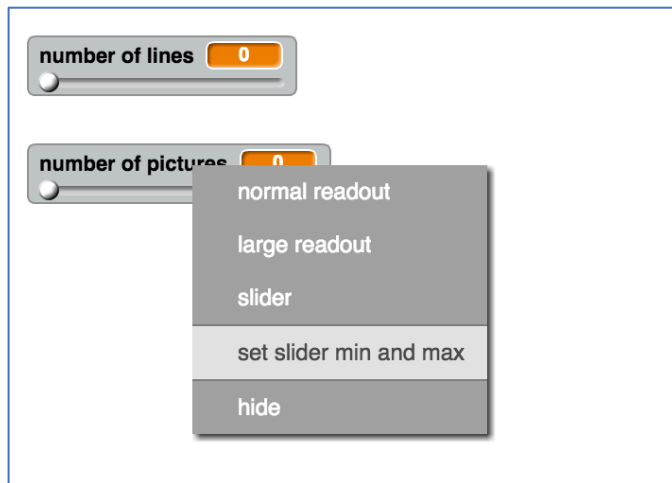 number of lines 0
number of pictures 0
normal readout
large readout
slider
set slider min and max
hide